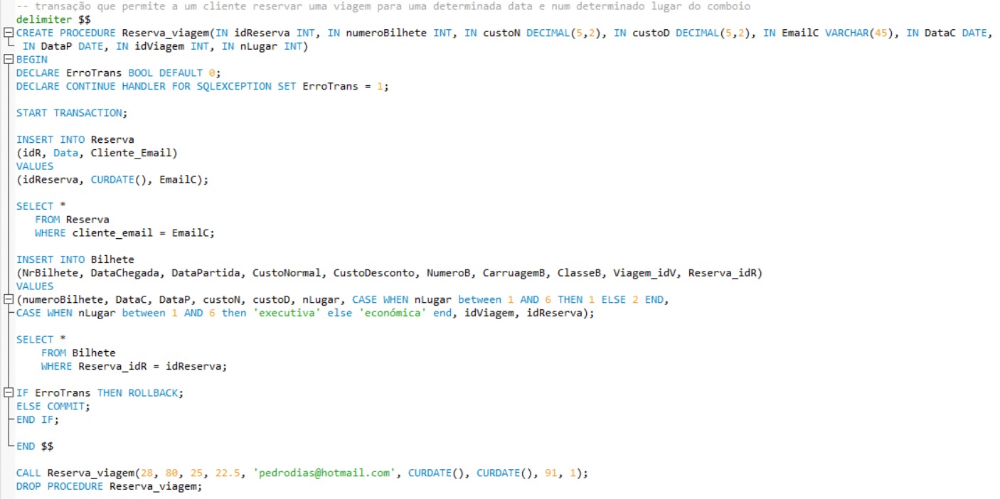 -- transação que permite a um cliente reservar uma viagem para uma determinada data e num determinado lugar do comboio
delimiter $$
CREATE PROCEDURE Reserva_viagem(IN idReserva INT, IN numeroBilhete INT, IN custoN DECIMAL(5,2), IN custoD DECIMAL(5,2), IN EmailC VARCHAR(45), IN DataC DATE,
IN DataP DATE, IN idViagem INT, IN nLugar INT)
BEGIN
DECLARE ErroTrans BOOL DEFAULT 0;
DECLARE CONTINUE HANDLER FOR SQLEXCEPTION SET ErroTrans = 1;
START TRANSACTION;
INSERT INTO Reserva
(idR, Data, Cliente_Email)
VALUES
(idReserva, CURDATE(), EmailC);
SELECT *
FROM Reserva
WHERE cliente_email = EmailC;
INSERT INTO Bilhete
(NrBilhete, DataChegada, DataPartida, CustoNormal, CustoDesconto, NumeroB, CarruagemB, ClasseB, Viagem_idV, Reserva_idR)
VALUES
(numeroBilhete, DataC, DataP, custoN, custoD, nLugar, CASE WHEN nLugar between 1 AND 6 THEN 1 ELSE 2 END,
CASE WHEN nLugar between 1 AND 6 then 'executiva' else 'económica' end, idViagem, idReserva);
SELECT *
FROM Bilhete
WHERE Reserva_idR = idReserva;
IF ErroTrans THEN ROLLBACK;
ELSE COMMIT;
END IF;
END $$
CALL Reserva_viagem(28, 80, 25, 22.5, 'pedrodias@hotmail.com', CURDATE(), CURDATE(), 91, 1);
DROP PROCEDURE Reserva_viagem;